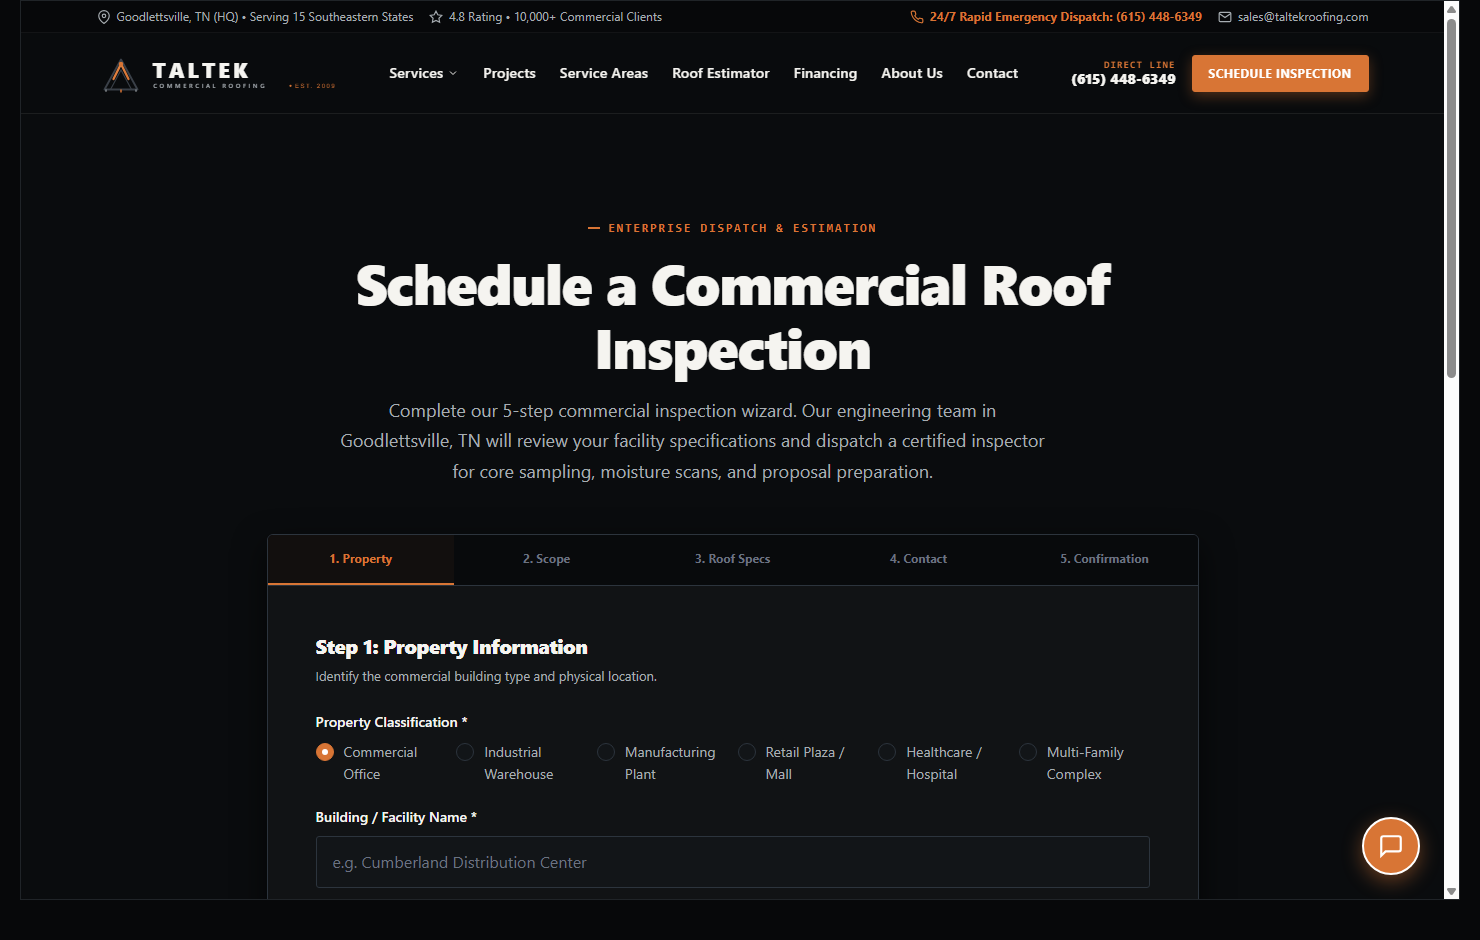 Goodlettsville, TN (HQ) • Serving 15 Southeastern States
4.8 Rating • 10,000+ Commercial Clients
24/7 Rapid Emergency Dispatch: (615) 448-6349
sales@taltekroofing.com
TALTEK
COMMERCIAL ROOFING
• EST. 2009
Services
Projects
Service Areas
Roof Estimator
Financing
About Us
Contact
DIRECT LINE
(615) 448-6349
SCHEDULE INSPECTION
— ENTERPRISE DISPATCH & ESTIMATION
Schedule a Commercial Roof
Inspection
Complete our 5-step commercial inspection wizard. Our engineering team in
Goodlettsville, TN will review your facility specifications and dispatch a certified inspector
for core sampling, moisture scans, and proposal preparation.
1. Property
2. Scope
3. Roof Specs
4. Contact
5. Confirmation
Step 1: Property Information
Identify the commercial building type and physical location.
Property Classification *
Commercial
Office
Industrial
Warehouse
Manufacturing
Plant
Retail Plaza /
Mall
Healthcare /
Hospital
Multi-Family
Complex
Building / Facility Name *
e.g. Cumberland Distribution Center